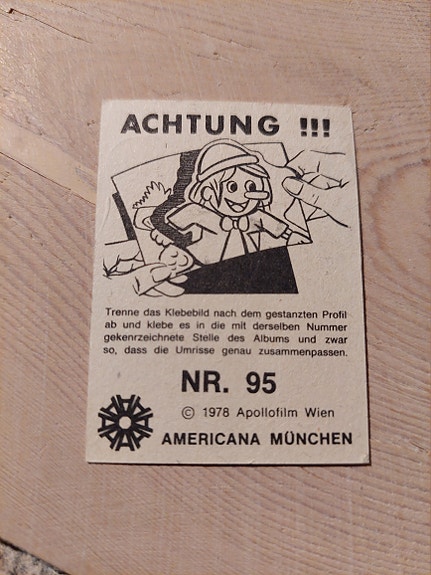 ACHTUNG !!!
Trenne das Klebebild nach dem gestanzten Profil
ab und klebe es in die mit derselben Nummer
gekenrzeichnete Stelle des Albums und zwar
so, dass die Umrisse genau zusammenpassen.
NR. 95
© 1978 Apollofilm Wien
AMERICANA MÜNCHEN